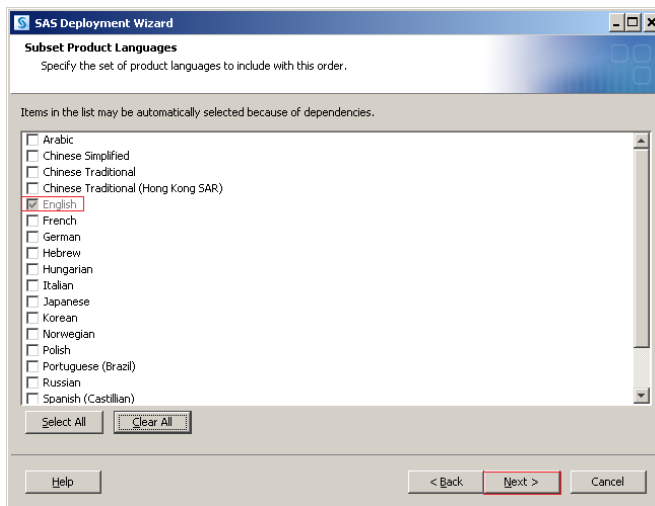 SAS Deployment Wizard
Subset Product Languages
Specify the set of product languages to include with this order.
Items in the list may be automatically selected because of dependencies.
Arabic
Chinese Simplified
Chinese Traditional
Chinese Traditional (Hong Kong SAR)
English
French
German
Hebrew
Hungarian
Italian
Japanese
Korean
Norwegian
Polish
Portuguese (Brazil)
Russian
Spanish (Castillian)
Select All Clear All
Help < Back Next > Cancel